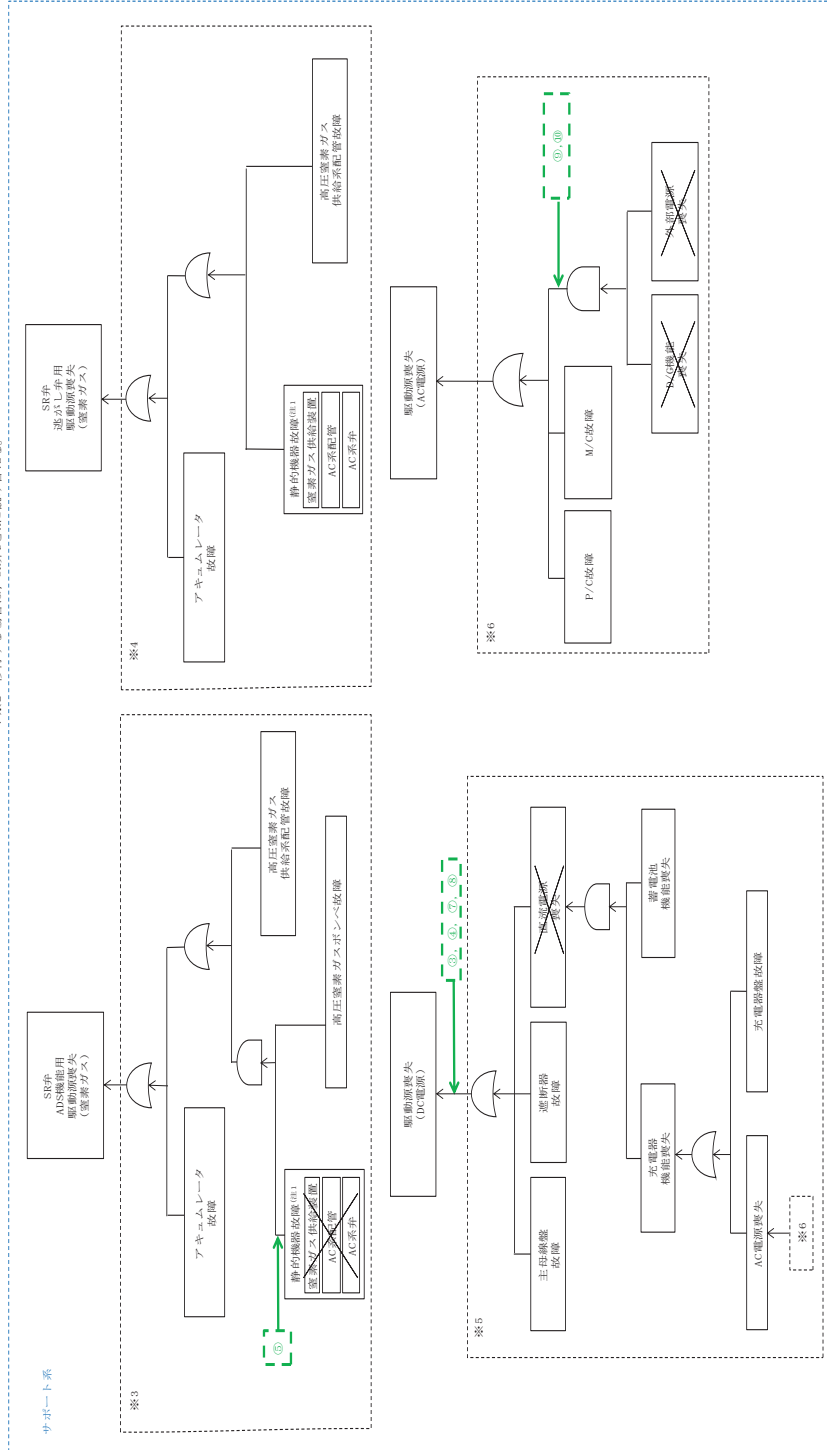 サポート系
SR弁
ADS機能用
駆動源喪失
(窒素ガス)
※3
アキュムレータ
故障
⑤
静的機器故障(注1)
窒素ガス供給装置
AC系配管
AC系弁
高圧窒素ガス
供給系配管故障
高圧窒素ガスボンベ故障
SR弁
逃がし弁用
駆動源喪失
(窒素ガス)
※4
アキュムレータ
故障
静的機器故障(注1)
窒素ガス供給装置
AC系配管
AC系弁
高圧窒素ガス
供給系配管故障
駆動源喪失
(DC電源)
③, ④, ⑦, ⑧
※5
主母線盤
故障
遮断器
故障
直流電源
喪失
充電器
機能喪失
蓄電池
機能喪失
AC電源喪失
充電器盤故障
※6
駆動源喪失
(AC電源)
⑨, ⑩
※6
P/C故障
M/C故障
D/G機能
喪失
外部電源
喪失